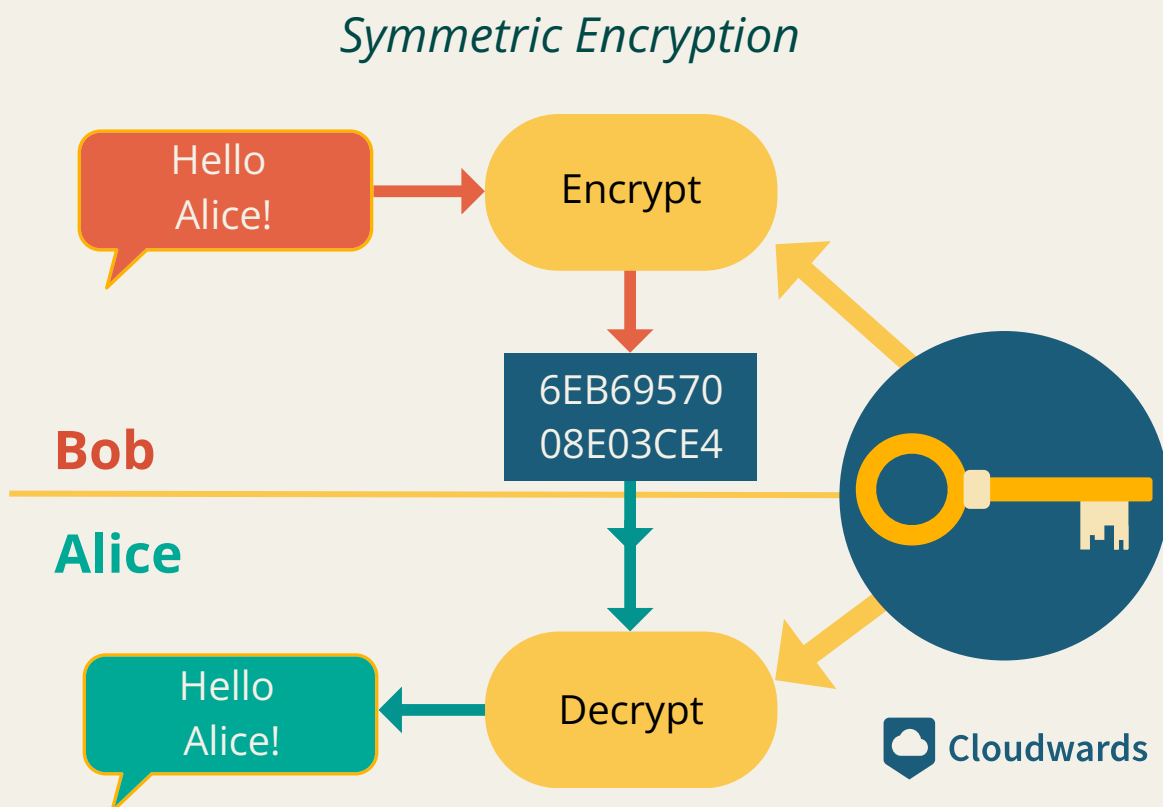 Symmetric Encryption
Hello
Alice!
Encrypt
6EB69570
08E03CE4
Bob
Alice
Hello
Alice!
Decrypt
Cloudwards